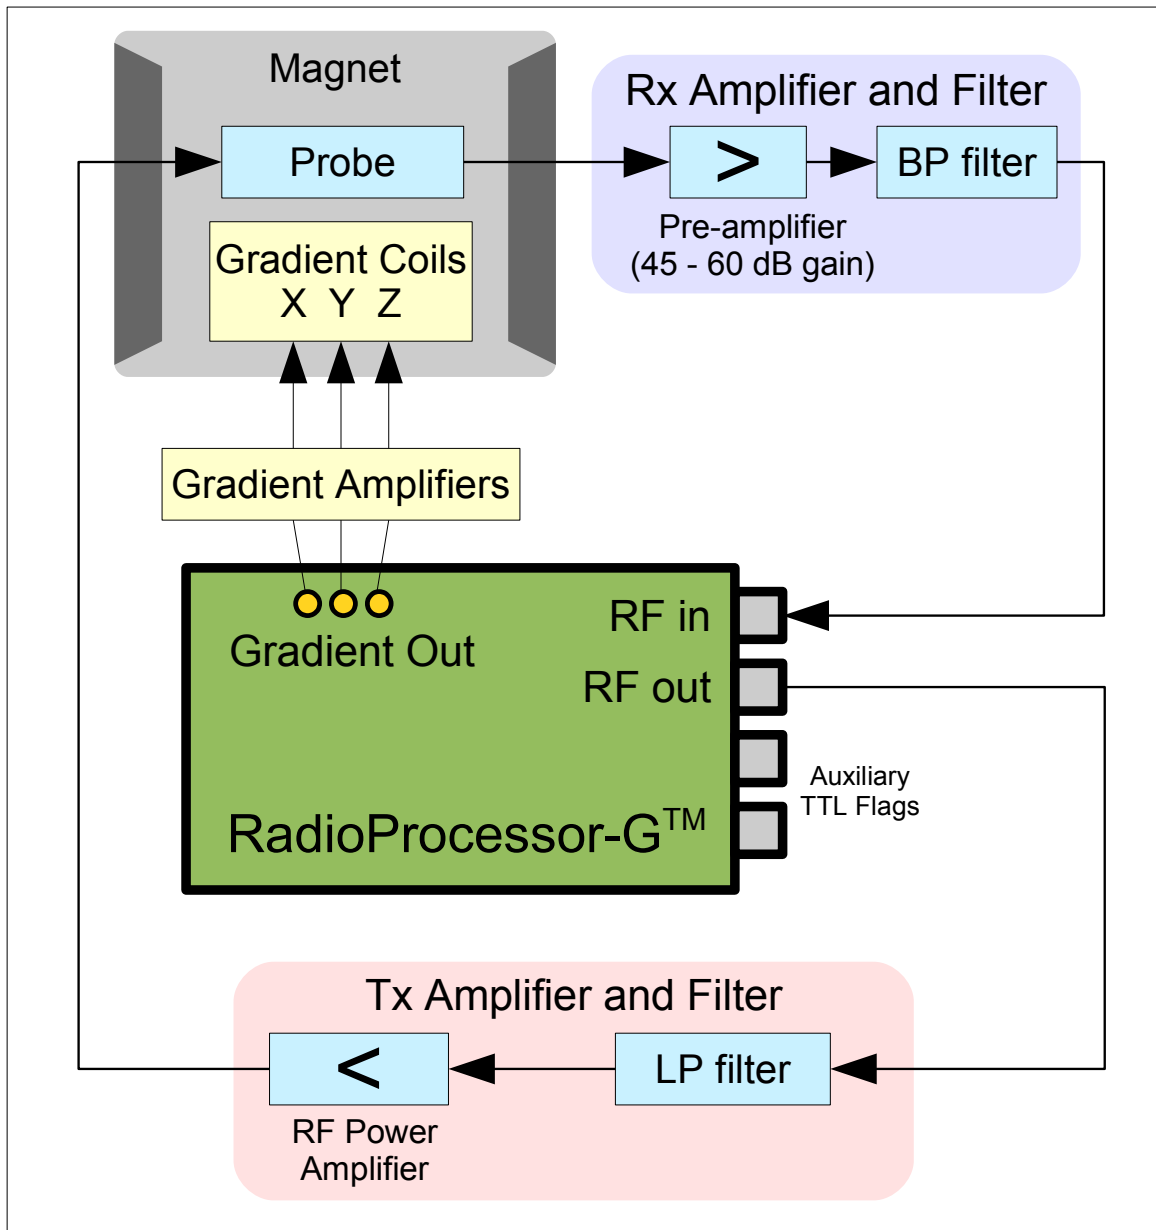 Magnet
Probe
Gradient Coils
X Y Z
Rx Amplifier and Filter
>
BP filter
Pre-amplifier
(45 - 60 dB gain)
Gradient Amplifiers
Gradient Out
RF in
RF out
Auxiliary
TTL Flags
RadioProcessor-G™
Tx Amplifier and Filter
<
LP filter
RF Power
Amplifier